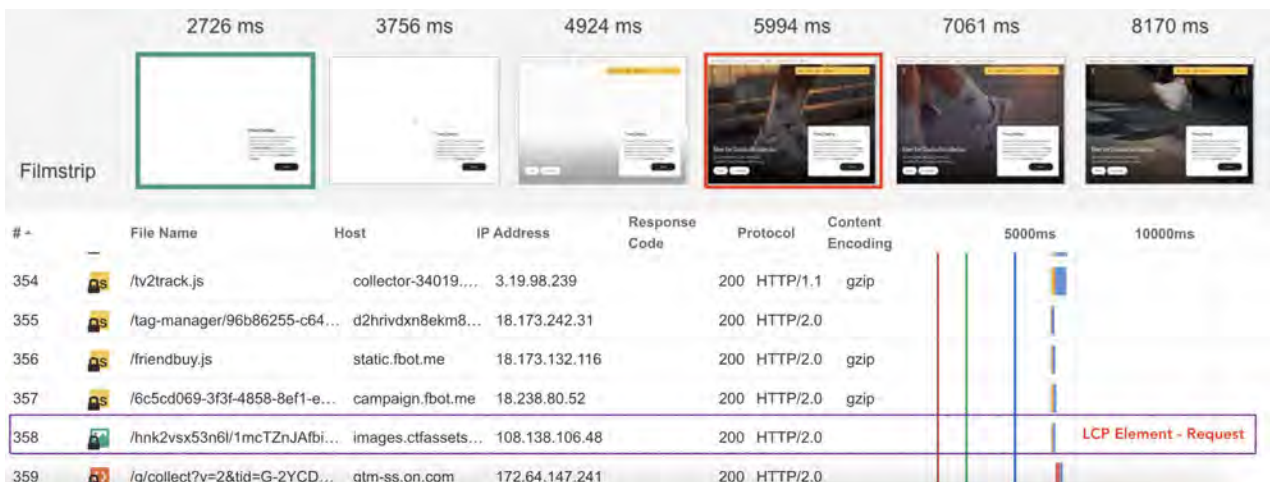 2726 ms 3756 ms 4924 ms 5994 ms 7061 ms 8170 ms
Filmstrip
# File Name Host IP Address Response Code Protocol Content Encoding 5000ms 10000ms
354 /tv2track.js collector-34019.... 3.19.98.239 200 HTTP/1.1 gzip
355 /tag-manager/96b86255-c64... d2hrivdxn8ekm8... 18.173.242.31 200 HTTP/2.0
356 /friendbuy.js static.fbot.me 18.173.132.116 200 HTTP/2.0 gzip
357 /6c5cd069-3f3f-4858-8ef1-e... campaign.fbot.me 18.238.80.52 200 HTTP/2.0 gzip
358 /hnk2vsx53n6l/1mcTZnJAfbi... images.ctfassets... 108.138.106.48 200 HTTP/2.0 LCP Element - Request
359 /g/collect?v=2&tid=G-2YCD... gtm-ss.on.com 172.64.147.241 200 HTTP/2.0